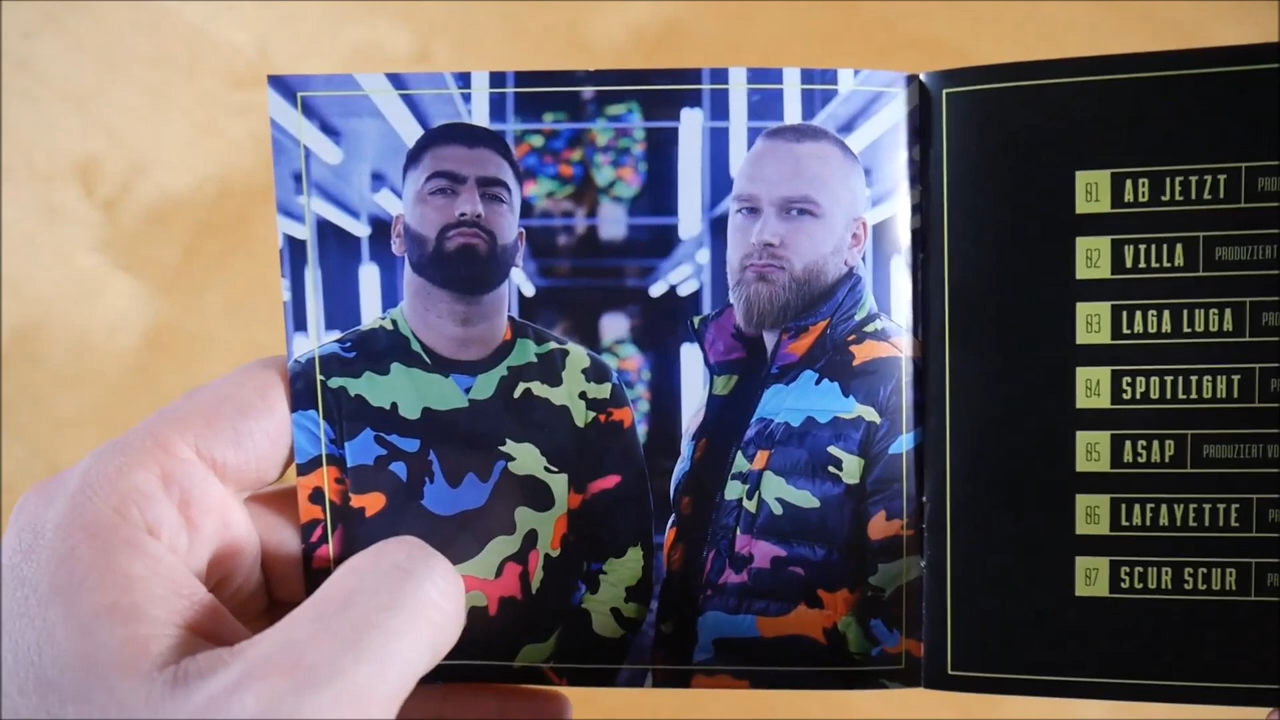 01 AB JETZT
02 VILLA PRODUZIERT
03 LAGA LUGA
04 SPOTLIGHT
05 ASAP PRODUZIERT VO
06 LAFAYETTE
07 SCUR SCUR